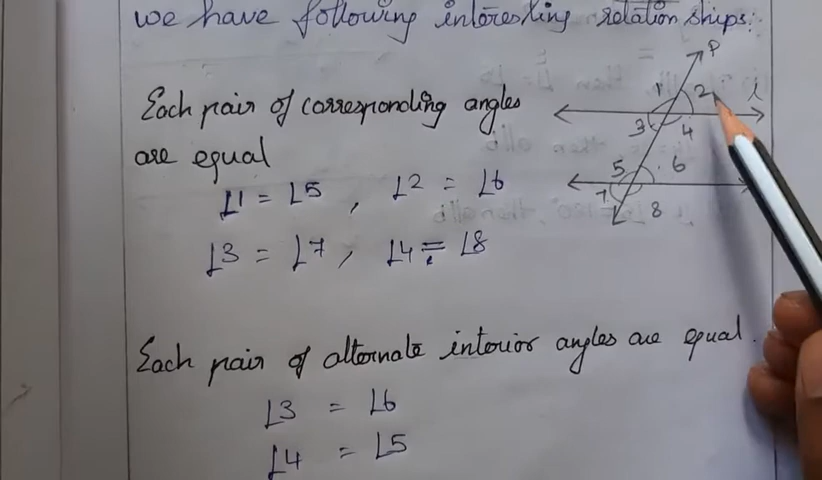 we have following interesting relation ships:
Each pair of corresponding angles
are equal
∠1 = ∠5 , ∠2 = ∠6
∠3 = ∠7 , ∠4 = ∠8
Each pair of alternate interior angles are equal.
∠3 = ∠6
∠4 = ∠5
P
1 2 l
3 4
5 6
7 8